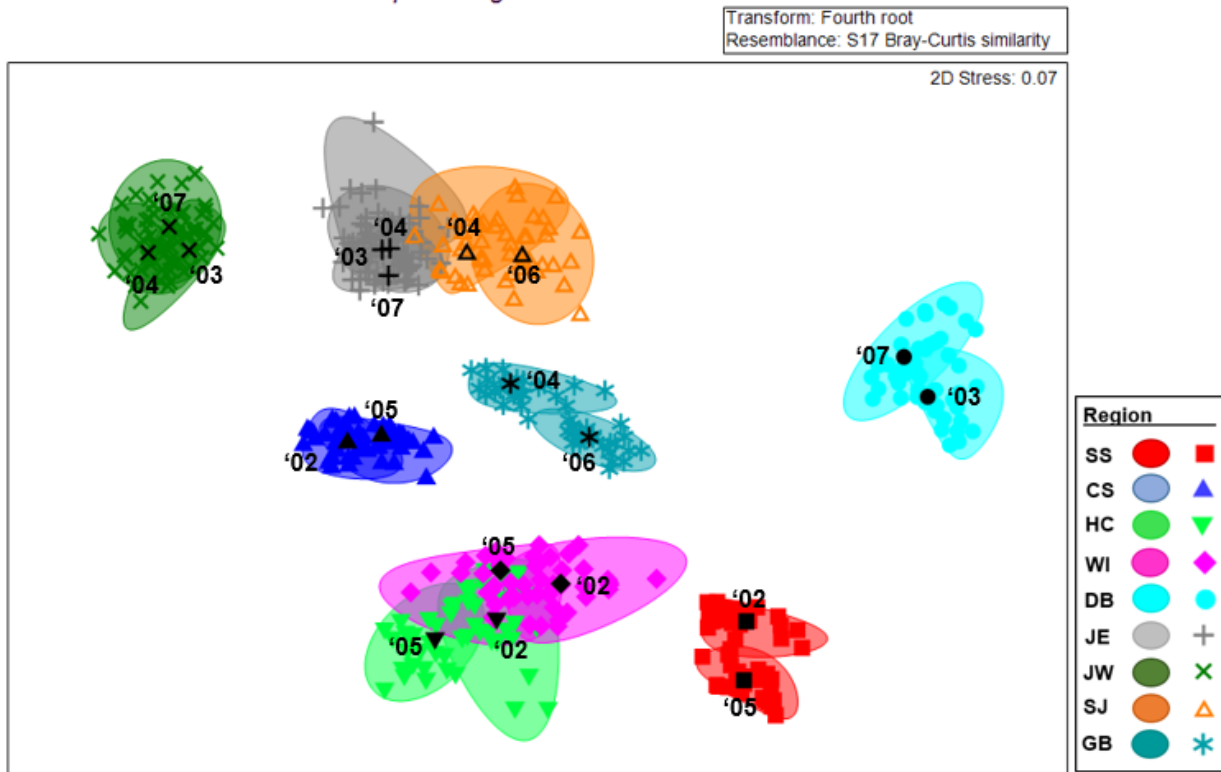 Transform: Fourth root
Resemblance: S17 Bray-Curtis similarity
2D Stress: 0.07
‘07
‘04
‘03
‘04
‘03
‘07
‘04
‘06
‘07
‘03
‘04
‘06
‘05
‘02
‘05
‘02
‘05
‘02
‘02
‘05
Region
SS
CS
HC
WI
DB
JE
JW
SJ
GB